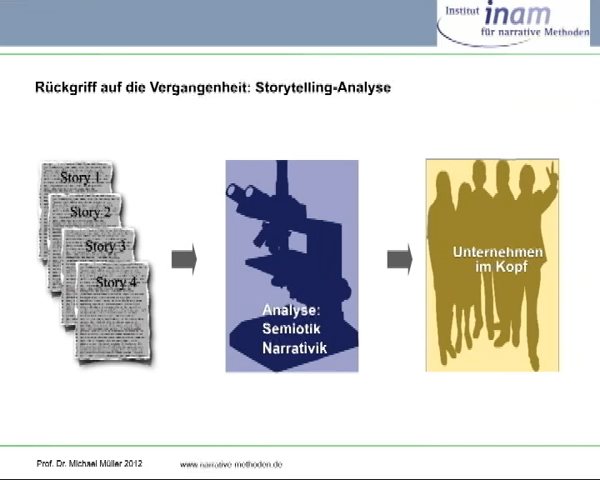 Institut inam
für narrative Methoden
Rückgriff auf die Vergangenheit: Storytelling-Analyse
Story 1
Story 2
Story 3
Story 4
Analyse:
Semiotik
Narrativik
Unternehmen
im Kopf
Prof. Dr. Michael Müller 2012
www.narrative-methoden.de